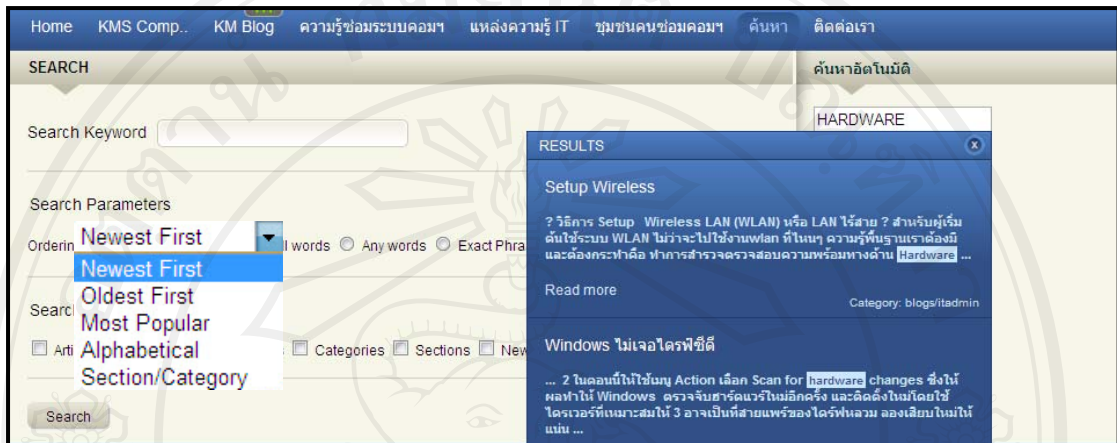 Home KMS Comp.. KM Blog ความรู้ซ่อมระบบคอมฯ แหล่งความรู้ IT ชุมชนคนซ่อมคอมฯ ค้นหา ติดต่อเรา
SEARCH
Search Keyword
Search Parameters
Orderin Newest First ll words Any words Exact Phra
Newest First
Oldest First
Most Popular
Alphabetical
Section/Category
Searc
Arti Categories Sections New
Search
ค้นหาอัตโนมัติ
HARDWARE
RESULTS
Setup Wireless
? วิธีการ Setup Wireless LAN (WLAN) หรือ LAN ไร้สาย ? สำหรับผู้เริ่ม
ต้นใช้ระบบ WLAN ไม่ว่าจะไปใช้งานwlan ที่ไหนๆ ความรู้พื้นฐานเราต้องมี
และต้องกระทำคือ ทำการสำรวจตรวจสอบความพร้อมทางด้าน Hardware ...
Read more
Category: blogs/itadmin
Windows ไม่เจอไดรฟ์ซีดี
... 2 ในตอนนี้ให้ใช้เมนู Action เลือก Scan for hardware changes ซึ่งให้
ผลทำให้ Windows ตรวจจับฮาร์ดแวร์ใหม่อีกครั้ง และติดตั้งใหม่โดยใช้
ไดรเวอร์ที่เหมาะสมให้ 3 อาจเป็นที่สายแพร์ของไดร์ฟหลวม ลองเสียบใหม่ให้
แน่น ...